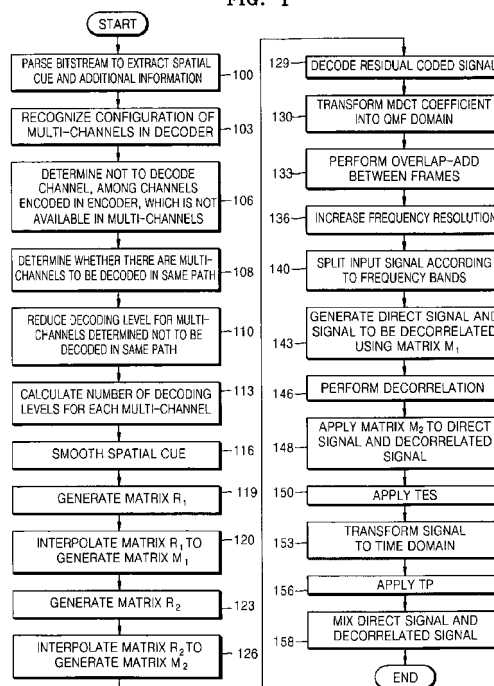 FIG. 1
START
PARSE BITSTREAM TO EXTRACT SPATIAL
CUE AND ADDITIONAL INFORMATION
100
RECOGNIZE CONFIGURATION OF
MULTI-CHANNELS IN DECODER
103
DETERMINE NOT TO DECODE
CHANNEL, AMONG CHANNELS
ENCODED IN ENCODER, WHICH IS NOT
AVAILABLE IN MULTI-CHANNELS
106
DETERMINE WHETHER THERE ARE MULTI-
CHANNELS TO BE DECODED IN SAME PATH
108
REDUCE DECODING LEVEL FOR MULTI-
CHANNELS DETERMINED NOT TO BE
DECODED IN SAME PATH
110
CALCULATE NUMBER OF DECODING
LEVELS FOR EACH MULTI-CHANNEL
113
SMOOTH SPATIAL CUE
116
GENERATE MATRIX R1
119
INTERPOLATE MATRIX R1 TO
GENERATE MATRIX M1
120
GENERATE MATRIX R2
123
INTERPOLATE MATRIX R2 TO
GENERATE MATRIX M2
126
129
DECODE RESIDUAL CODED SIGNAL
130
TRANSFORM MDCT COEFFICIENT
INTO QMF DOMAIN
133
PERFORM OVERLAP-ADD
BETWEEN FRAMES
136
INCREASE FREQUENCY RESOLUTION
140
SPLIT INPUT SIGNAL ACCORDING
TO FREQUENCY BANDS
143
GENERATE DIRECT SIGNAL AND
SIGNAL TO BE DECORRELATED
USING MATRIX M1
146
PERFORM DECORRELATION
148
APPLY MATRIX M2 TO DIRECT
SIGNAL AND DECORRELATED
SIGNAL
150
APPLY TES
153
TRANSFORM SIGNAL
TO TIME DOMAIN
156
APPLY TP
158
MIX DIRECT SIGNAL AND
DECORRELATED SIGNAL
END